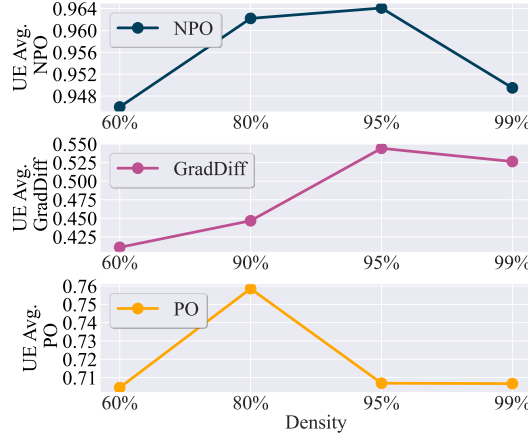 UE Avg.
NPO
0.964
0.960
0.956
0.952
0.948
NPO
60% 80% 95% 99%
UE Avg.
GradDiff
0.550
0.525
0.500
0.475
0.450
0.425
GradDiff
60% 90% 95% 99%
UE Avg.
PO
0.76
0.74
0.73
0.72
0.71
PO
60% 80% 95% 99%
Density